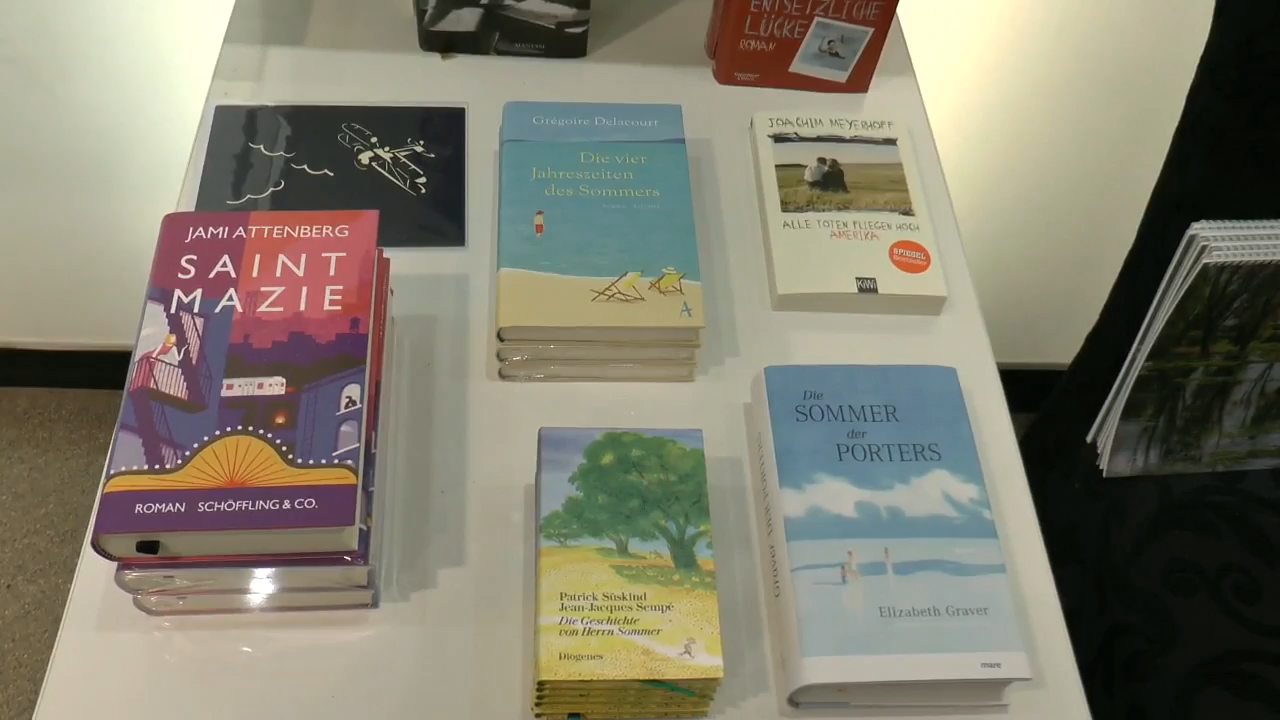 MANESSE
ENTSETZLICHE
LÜCKE
ROMAN
Grégoire Delacourt
Die vier
Jahreszeiten
des Sommers
A
JOACHIM MEYERHOFF
ALLE TOTEN FLIEGEN HOCH
AMERIKA
SPIEGEL
Bestseller
KiWi
JAMI ATTENBERG
SAINT
MAZIE
ROMAN SCHÖFFLING & CO.
Die
SOMMER
der
PORTERS
Elizabeth Graver
mare
Patrick Süskind
Jean-Jacques Sempé
Die Geschichte
von Herrn Sommer
Diogenes